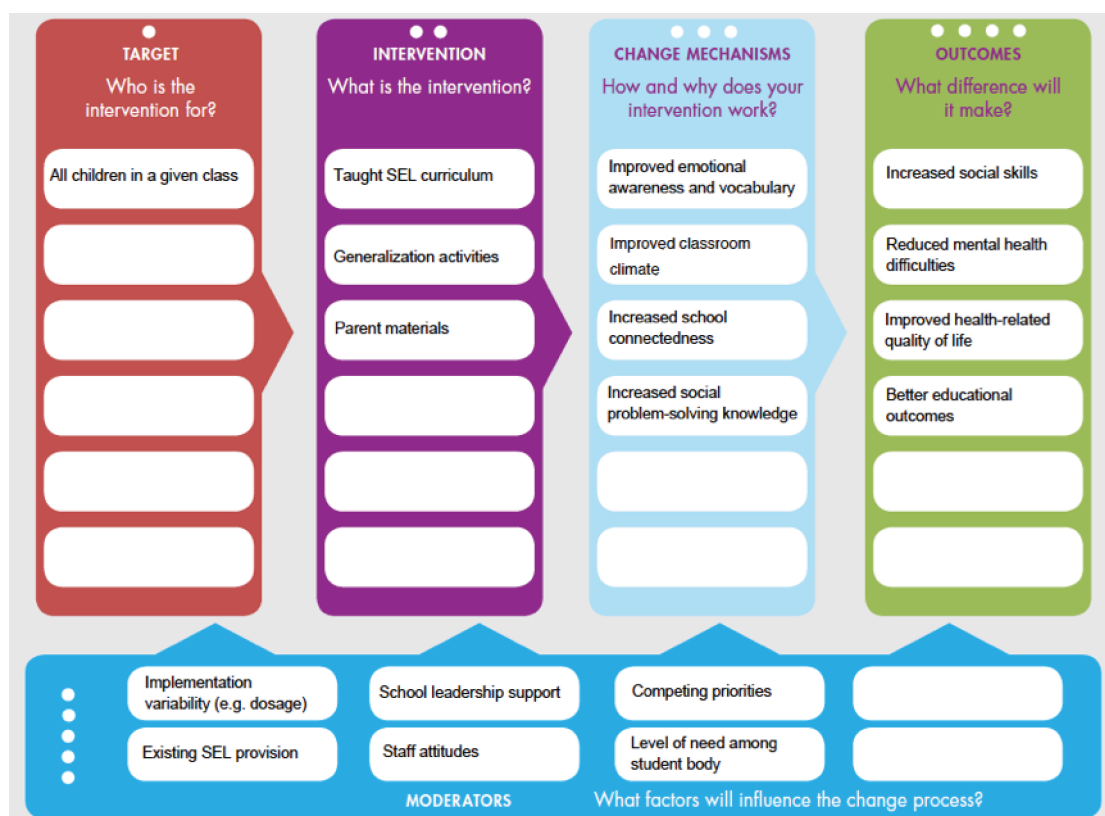 TARGET
Who is the
intervention for?
All children in a given class
INTERVENTION
What is the intervention?
Taught SEL curriculum
Generalization activities
Parent materials
CHANGE MECHANISMS
How and why does your
intervention work?
Improved emotional
awareness and vocabulary
Improved classroom
climate
Increased school
connectedness
Increased social
problem-solving knowledge
OUTCOMES
What difference will
it make?
Increased social skills
Reduced mental health
difficulties
Improved health-related
quality of life
Better educational
outcomes
Implementation
variability (e.g. dosage)
School leadership support
Competing priorities
Existing SEL provision
Staff attitudes
Level of need among
student body
MODERATORS What factors will influence the change process?